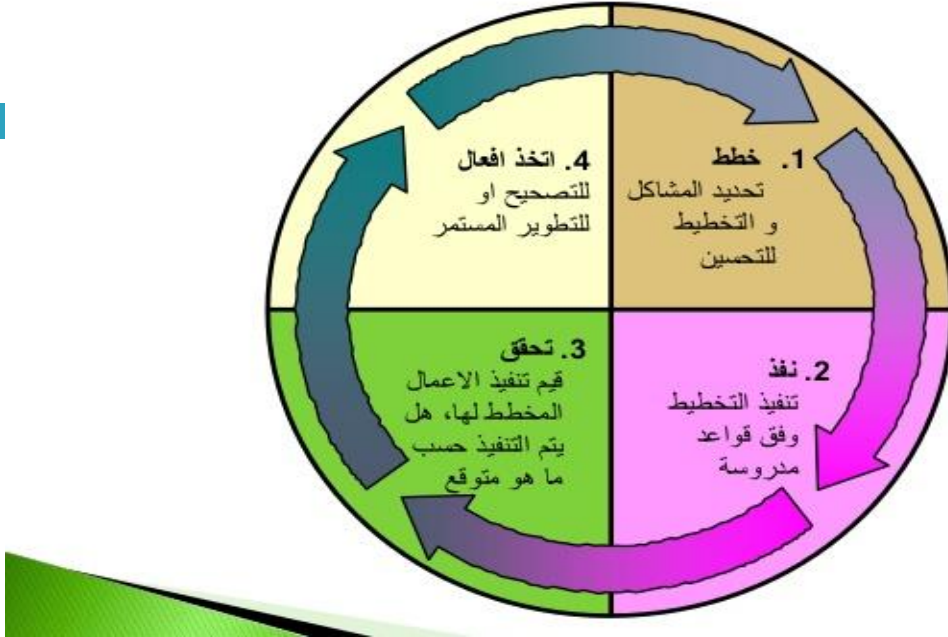 1. خطط
تحديد المشاكل
و التخطيط
للتحسين
2. نفذ
تنفيذ التخطيط
وفق قواعد
مدروسة
3. تحقق
قيم تنفيذ الاعمال
المخطط لها، هل
يتم التنفيذ حسب
ما هو متوقع
4. اتخذ افعال
للتصحيح او
للتطوير المستمر